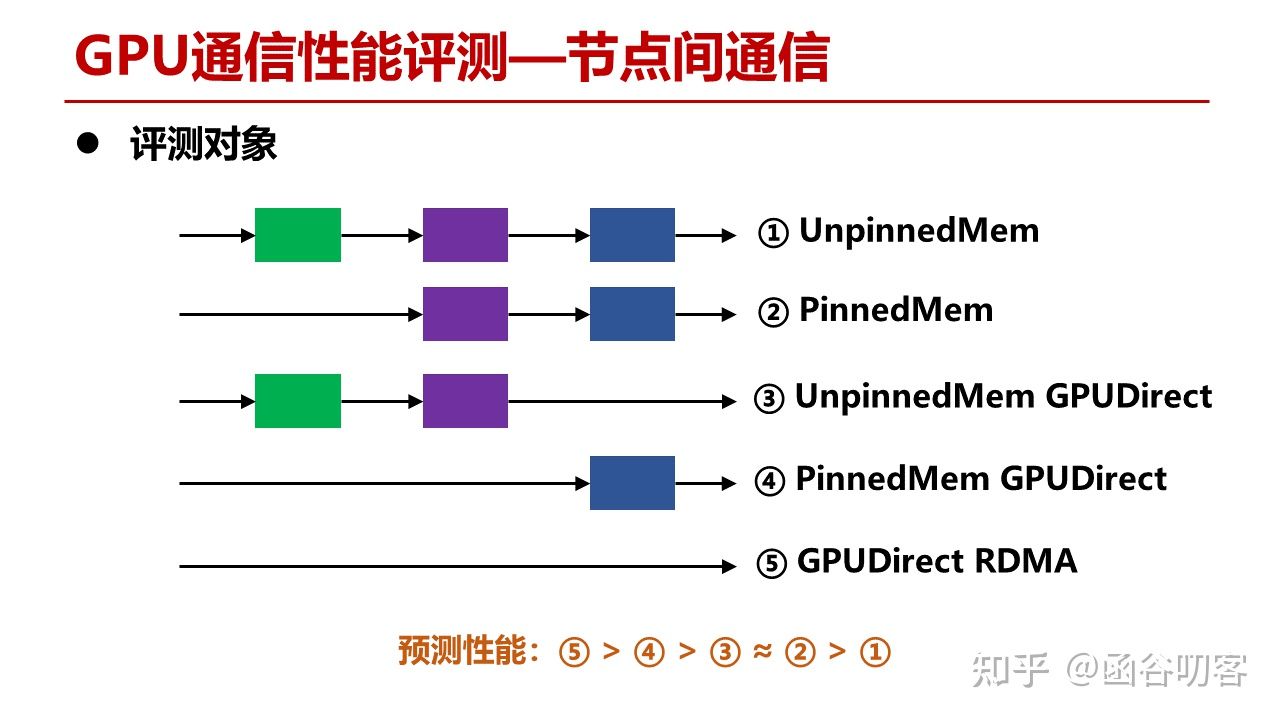 GPU通信性能评测—节点间通信
● 评测对象
① UnpinnedMem
② PinnedMem
③ UnpinnedMem GPUDirect
④ PinnedMem GPUDirect
⑤ GPUDirect RDMA
预测性能：⑤ > ④ > ③ ≈ ② > ①
知乎 @函谷叨客